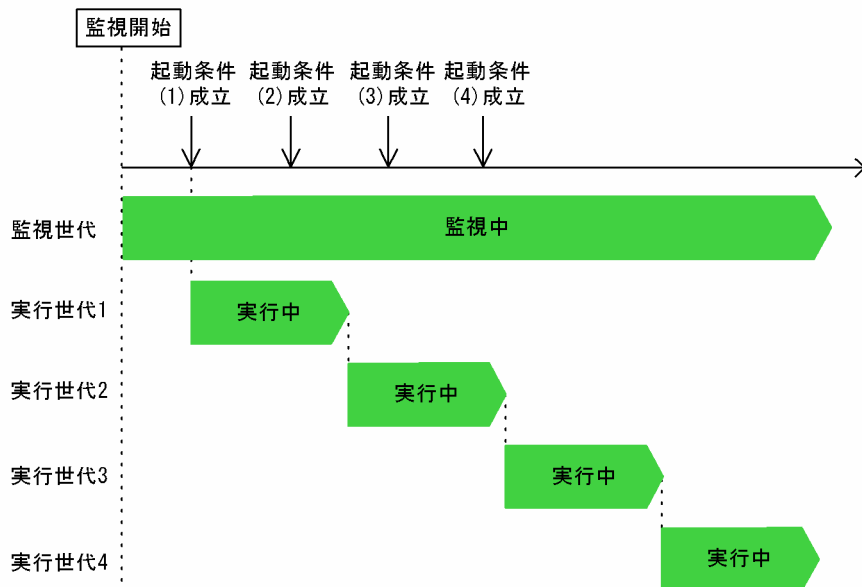 監視開始
起動条件
(1)成立
起動条件
(2)成立
起動条件
(3)成立
起動条件
(4)成立
監視世代
監視中
実行世代1
実行中
実行世代2
実行中
実行世代3
実行中
実行世代4
実行中